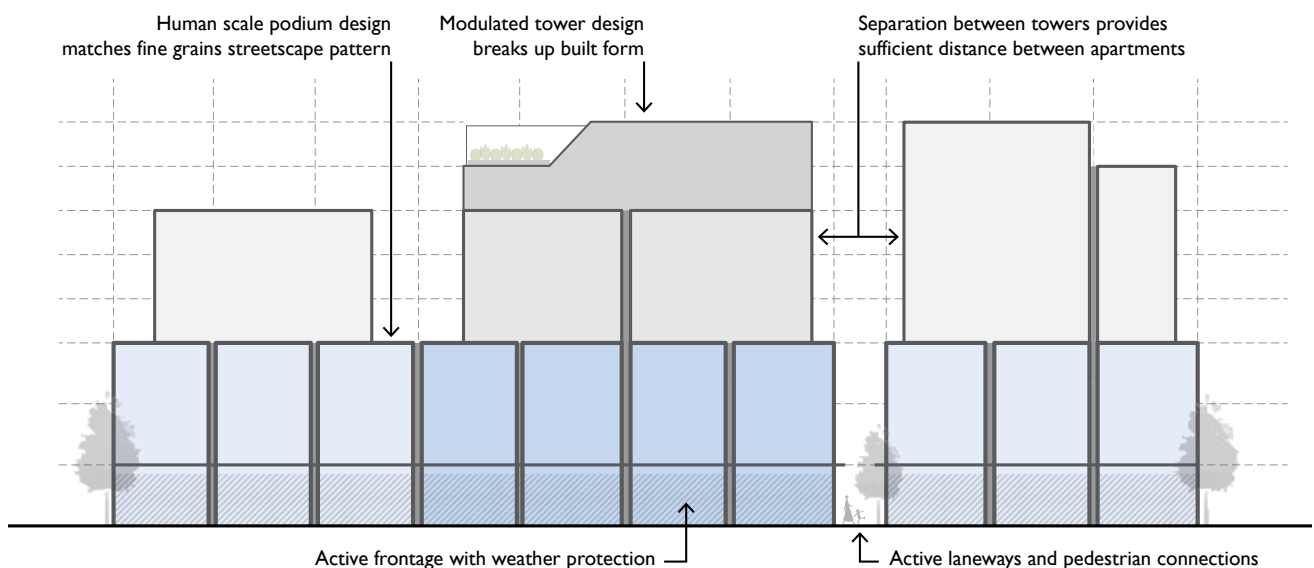 Human scale podium design
matches fine grains streetscape pattern
Modulated tower design
breaks up built form
Separation between towers provides
sufficient distance between apartments
Active frontage with weather protection
Active laneways and pedestrian connections